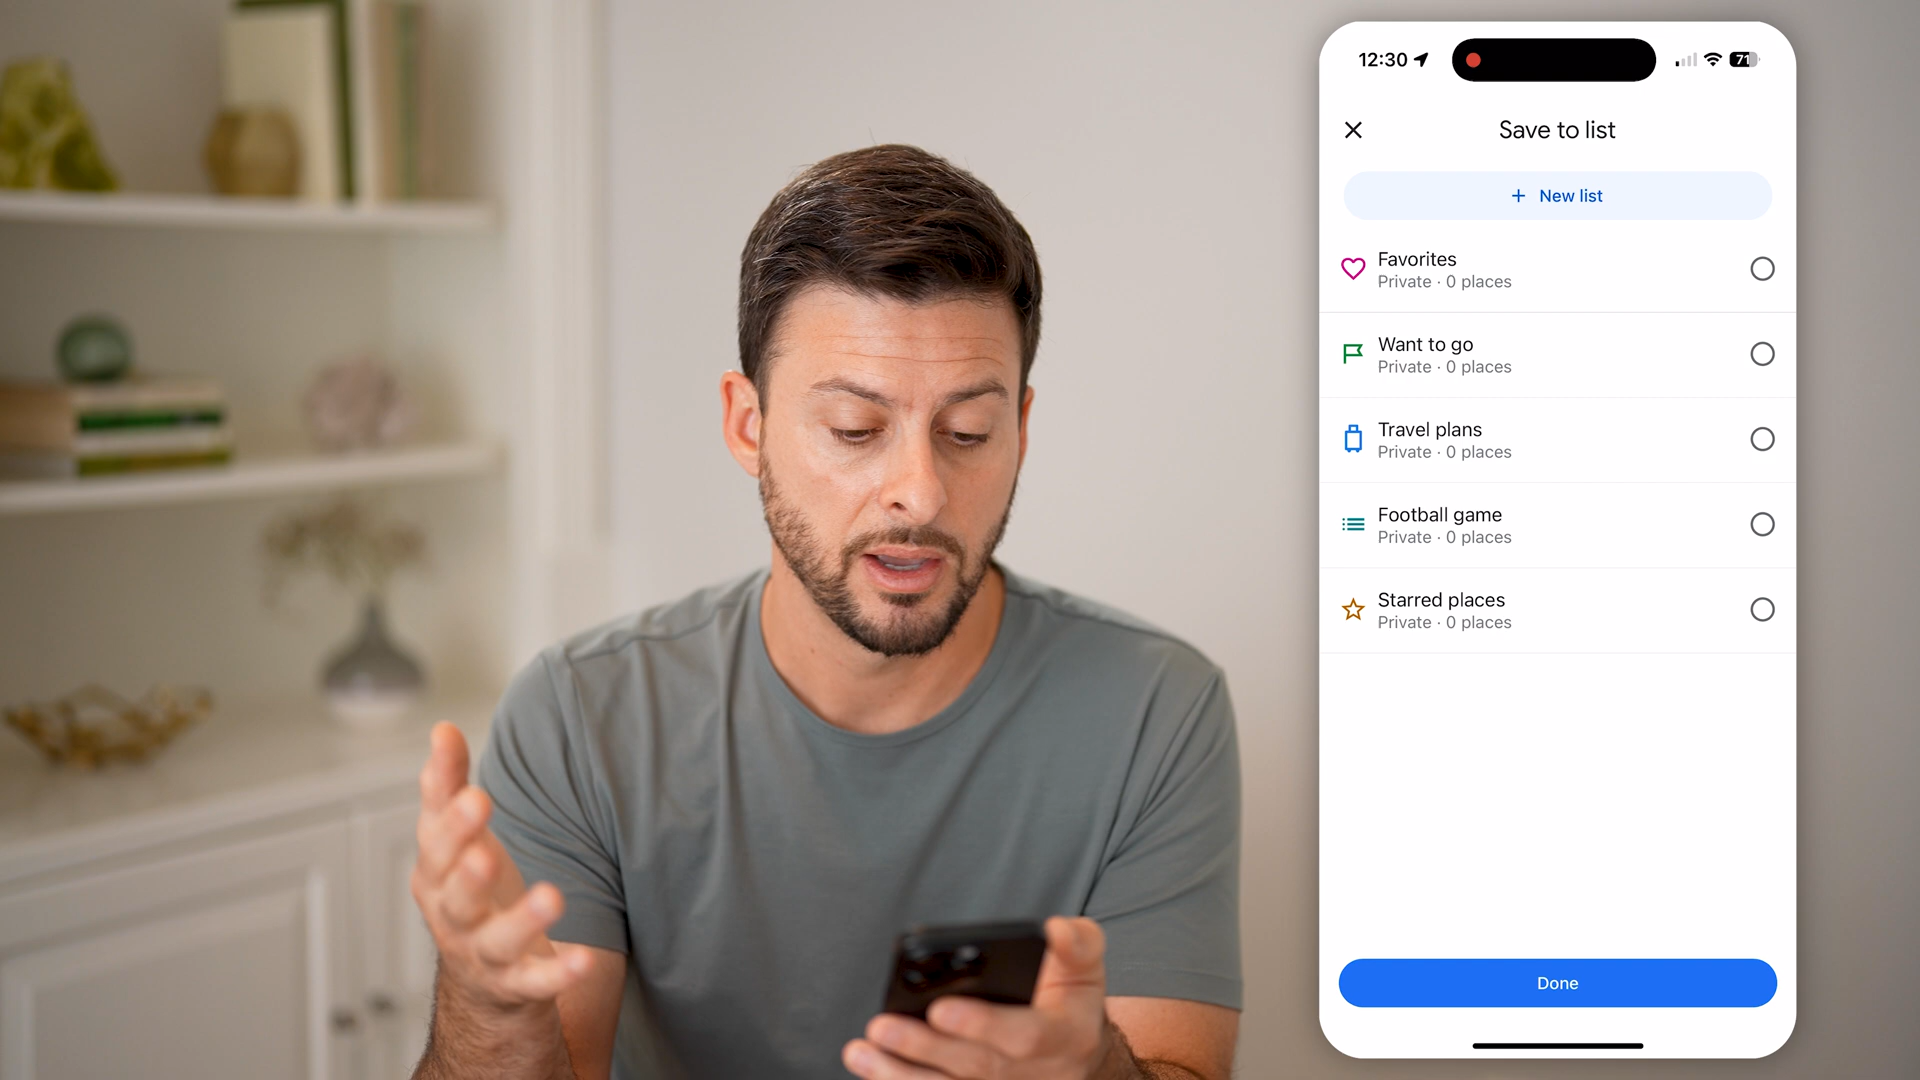 12:30
71
Save to list
+ New list
Favorites
Private · 0 places
Want to go
Private · 0 places
Travel plans
Private · 0 places
Football game
Private · 0 places
Starred places
Private · 0 places
Done